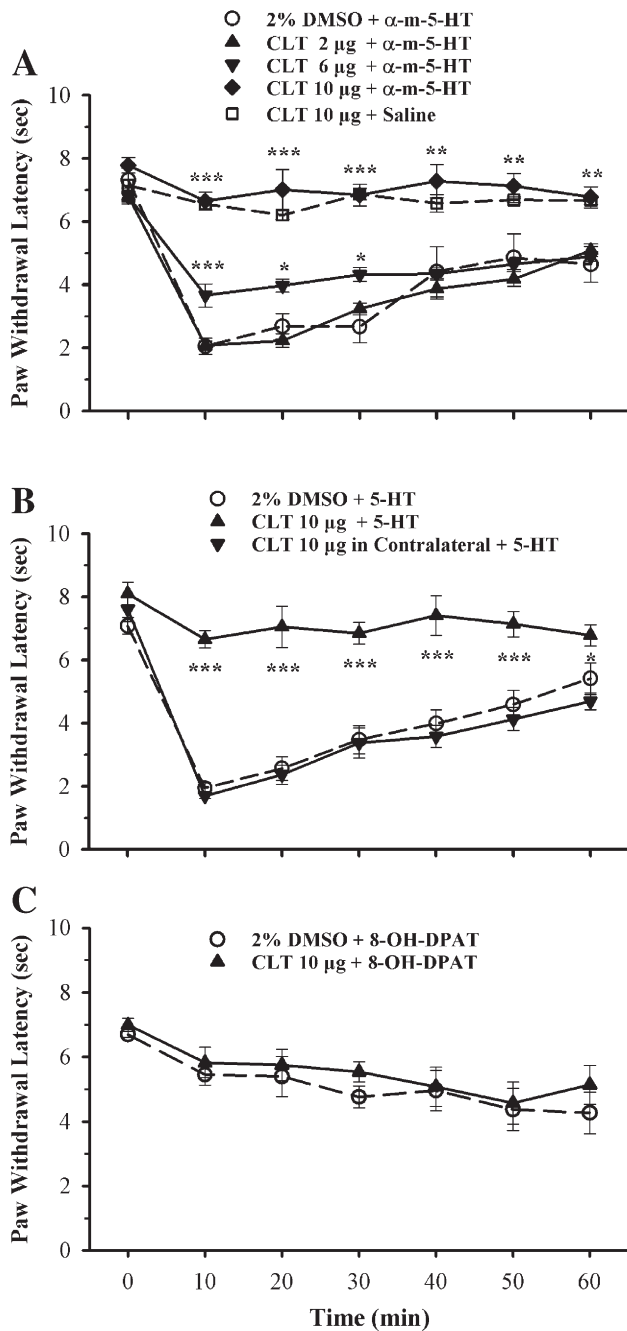 2% DMSO + α-m-5-HT
CLT 2 µg + α-m-5-HT
CLT 6 µg + α-m-5-HT
CLT 10 µg + α-m-5-HT
CLT 10 µg + Saline
A
Paw Withdrawal Latency (sec)
10
8
6
4
2
0
*** *** *** ** ** **
*** * *
B
2% DMSO + 5-HT
CLT 10 µg + 5-HT
CLT 10 µg in Contralateral + 5-HT
Paw Withdrawal Latency (sec)
10
8
6
4
2
0
*** *** *** *** *** *
C
2% DMSO + 8-OH-DPAT
CLT 10 µg + 8-OH-DPAT
Paw Withdrawal Latency (sec)
10
8
6
4
2
0
0 10 20 30 40 50 60
Time (min)